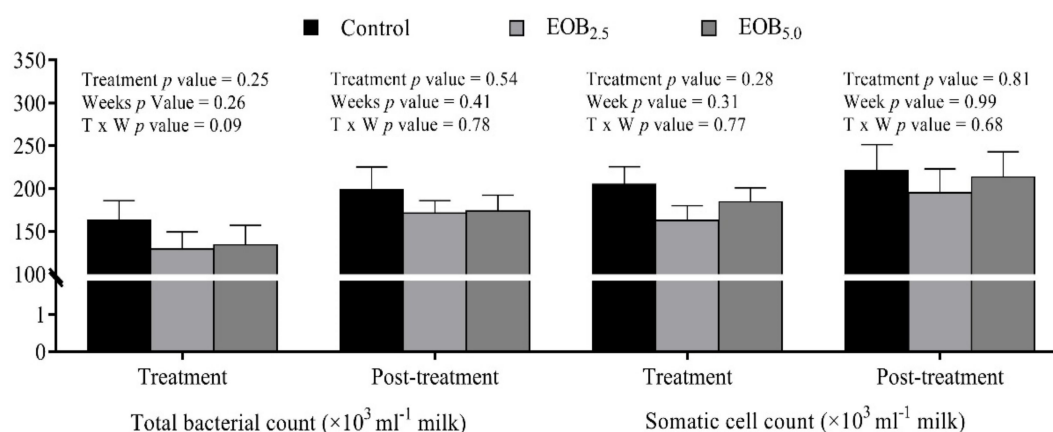 Control EOB2.5 EOB5.0
350
300
250
200
150
100
1
0
Treatment p value = 0.25
Weeks p Value = 0.26
T x W p value = 0.09
Treatment p value = 0.54
Weeks p value = 0.41
T x W p value = 0.78
Treatment p value = 0.28
Week p value = 0.31
T x W p value = 0.77
Treatment p value = 0.81
Week p value = 0.99
T x W p value = 0.68
Treatment Post-treatment Treatment Post-treatment
Total bacterial count (×10³ ml⁻¹ milk) Somatic cell count (×10³ ml⁻¹ milk)